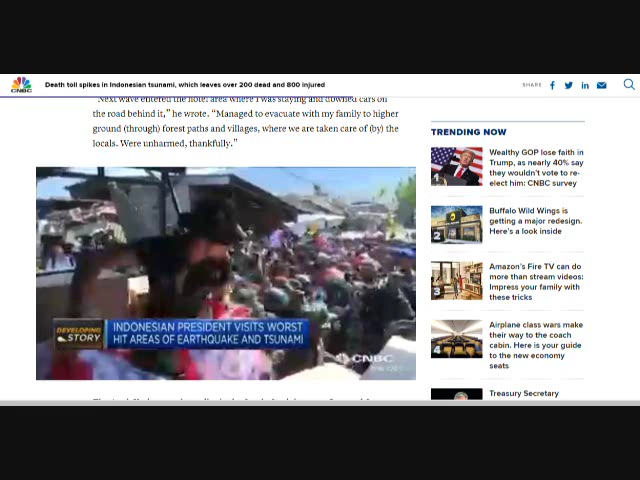 CNBC
Death toll spikes in Indonesian tsunami, which leaves over 200 dead and 800 injured
SHARE
"Next wave entered the hotel area where I was staying and downed cars on
the road behind it," he wrote. "Managed to evacuate with my family to higher
ground (through) forest paths and villages, where we are taken care of (by) the
locals. Were unharmed, thankfully."
DEVELOPING
STORY
INDONESIAN PRESIDENT VISITS WORST
HIT AREAS OF EARTHQUAKE AND TSUNAMI
CNBC
TRENDING NOW
1
Wealthy GOP lose faith in
Trump, as nearly 40% say
they wouldn't vote to re-
elect him: CNBC survey
2
Buffalo Wild Wings is
getting a major redesign.
Here's a look inside
3
Amazon's Fire TV can do
more than stream videos:
Impress your family with
these tricks
4
Airplane class wars make
their way to the coach
cabin. Here is your guide
to the new economy
seats
Treasury Secretary